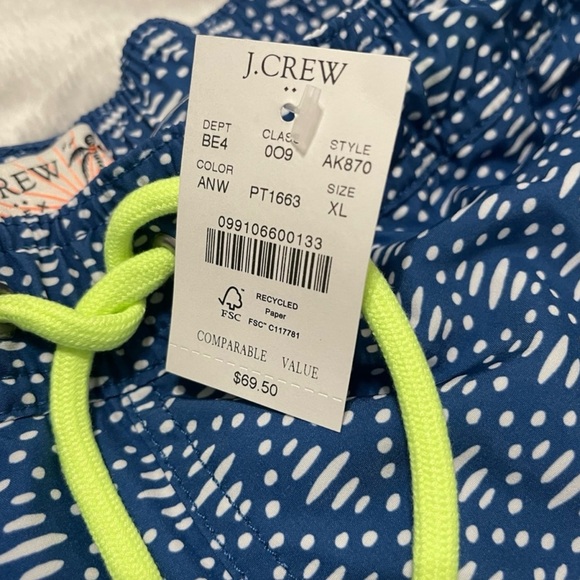 J.CREW
DEPT CLASS STYLE
BE4 009 AK870
COLOR SIZE
ANW PT1663 XL
099106600133
RECYCLED
Paper
FSC FSC® C117781
COMPARABLE VALUE
$69.50
CREW